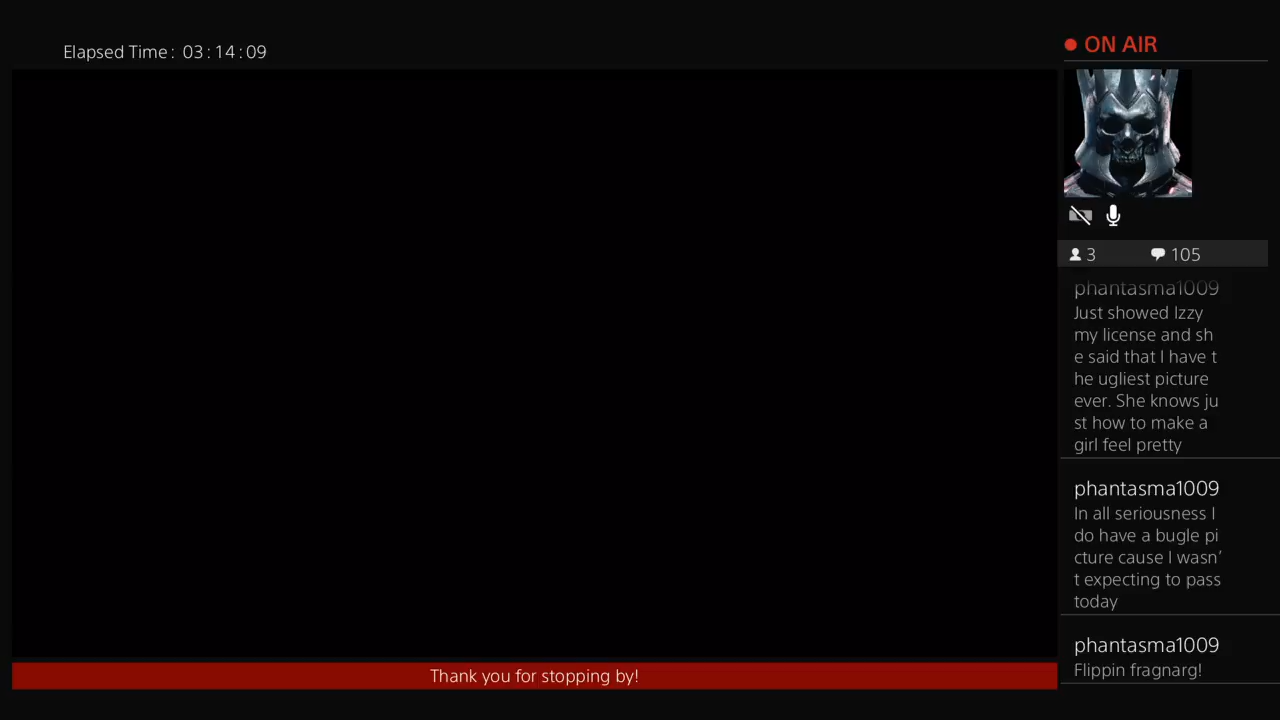 Elapsed Time: 03:14:09
ON AIR
3
105
phantasma1009
Just showed Izzy
my license and sh
e said that I have t
he ugliest picture
ever. She knows ju
st how to make a
girl feel pretty
phantasma1009
In all seriousness I
do have a bugle pi
cture cause I wasn’
t expecting to pass
today
phantasma1009
Flippin fragnarg!
Thank you for stopping by!